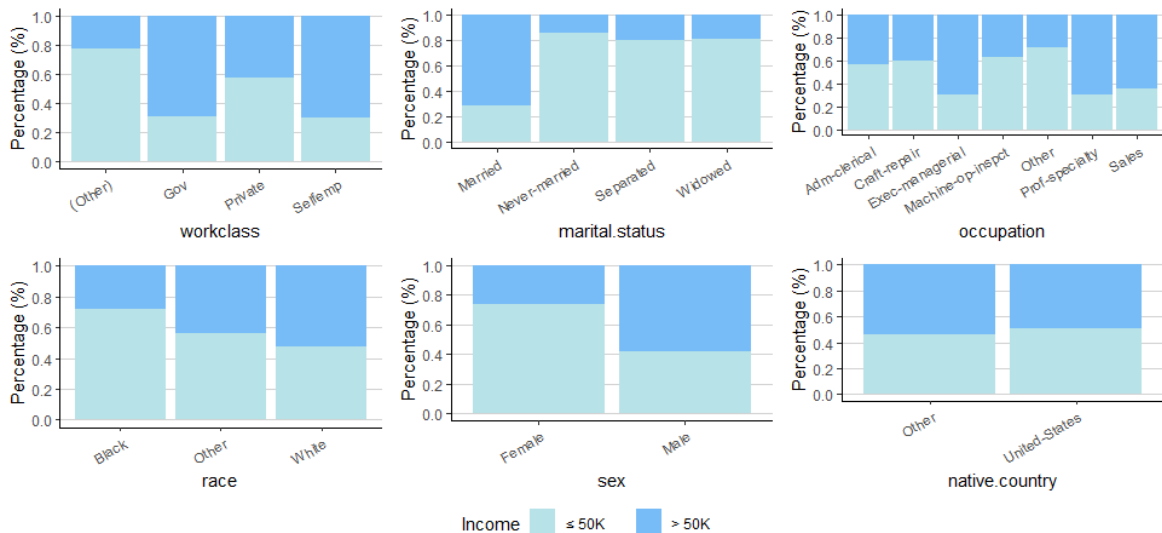 Percentage (%)
1.0
0.8
0.6
0.4
0.2
0.0
(Other)
Gov
Private
Selfemp
workclass
Percentage (%)
1.0
0.8
0.6
0.4
0.2
0.0
Married
Never-married
Separated
Widowed
marital.status
Percentage (%)
1.0
0.8
0.6
0.4
0.2
0.0
Adm-clerical
Craft-repair
Exec-managerial
Machine-op-inspct
Other
Prof-specialty
Sales
occupation
Percentage (%)
1.0
0.8
0.6
0.4
0.2
0.0
Black
Other
White
race
Percentage (%)
1.0
0.8
0.6
0.4
0.2
0.0
Female
Male
sex
Percentage (%)
1.0
0.8
0.6
0.4
0.2
0.0
Other
United-States
native.country
Income ≤ 50K > 50K